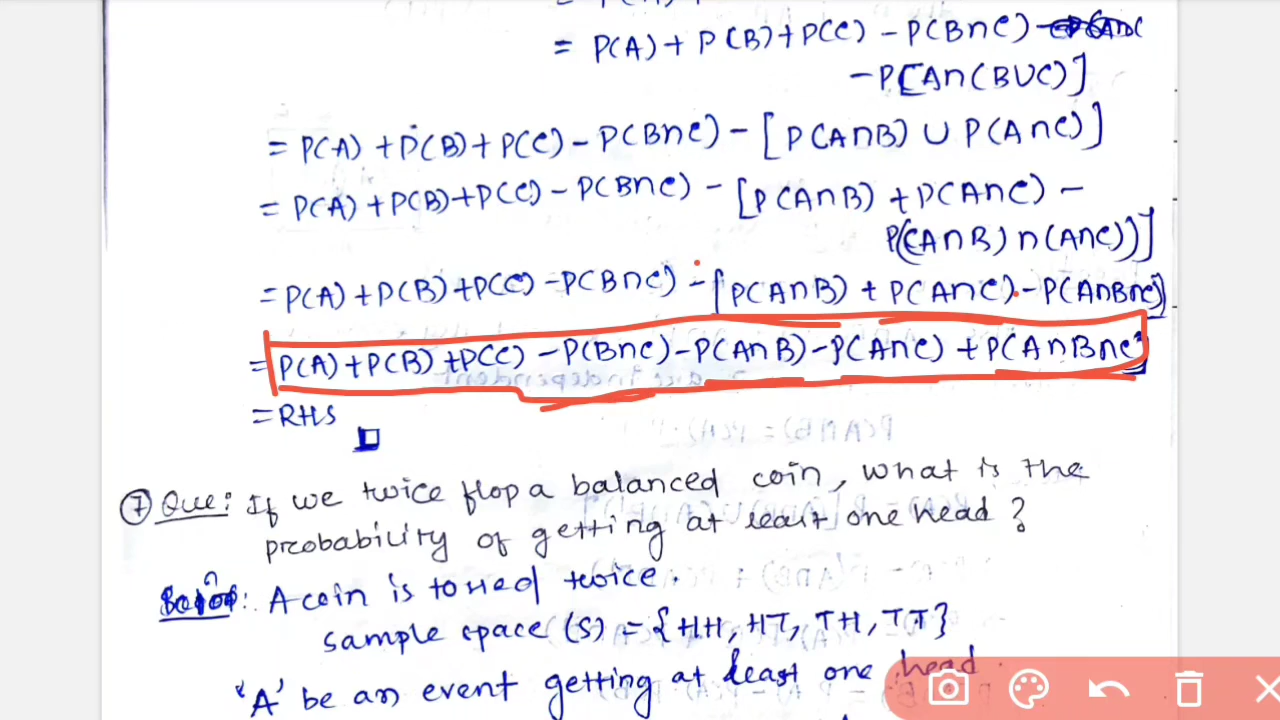 = P(A) + P(B) + P(C) - P(B∩C)
- P[A∩(B∪C)]
= P(A) + P(B) + P(C) - P(B∩C) - [P(A∩B) ∪ P(A∩C)]
= P(A) + P(B) + P(C) - P(B∩C) - [P(A∩B) + P(A∩C) -
P((A∩B) ∩ (A∩C))]
= P(A) + P(B) + P(C) - P(B∩C) - [P(A∩B) + P(A∩C) - P(A∩B∩C)]
= P(A) + P(B) + P(C) - P(B∩C) - P(A∩B) - P(A∩C) + P(A∩B∩C)
= RHS
⑦ Que: If we twice flop a balanced coin, what is the
probability of getting at least one head?
A coin is tossed twice.
sample space (S) = {HH, HT, TH, TT}
'A' be an event getting at least one head.